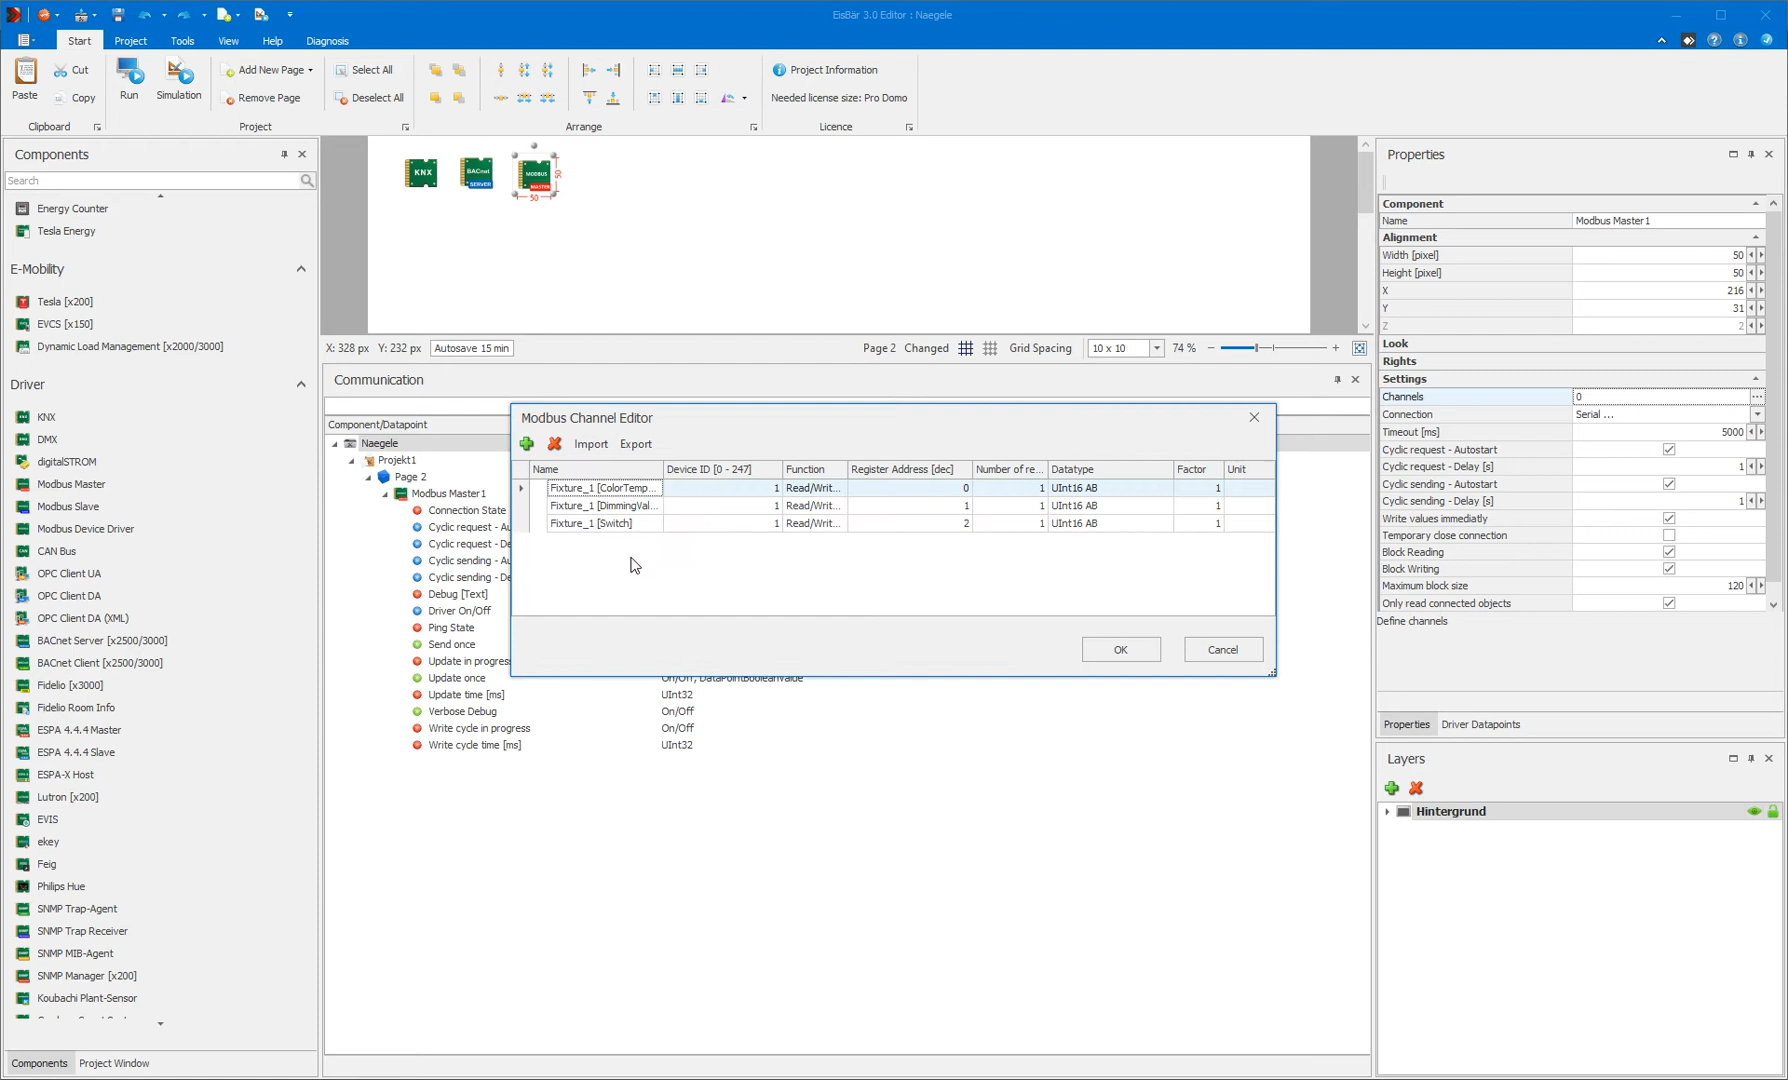 EisBär 3.0 Editor : Naegele
Start Project Tools View Help Diagnosis
Paste Cut Copy Run Simulation Add New Page Remove Page Select All Deselect All Project Information Needed license size: Pro Domo
Clipboard Project Arrange Licence
Components
Search
Energy Counter
Tesla Energy
E-Mobility
Tesla [x200]
EVCS [x150]
Dynamic Load Management [x2000/3000]
Driver
KNX
DMX
digitalSTROM
Modbus Master
Modbus Slave
Modbus Device Driver
CAN Bus
OPC Client UA
OPC Client DA
OPC Client DA (XML)
BACnet Server [x2500/3000]
BACnet Client [x2500/3000]
Fidelio [x3000]
Fidelio Room Info
ESPA 4.4.4 Master
ESPA 4.4.4 Slave
ESPA-X Host
Lutron [x200]
EVIS
ekey
Feig
Philips Hue
SNMP Trap-Agent
SNMP Trap Receiver
SNMP MIB-Agent
SNMP Manager [x200]
Koubachi Plant-Sensor
Components Project Window
KNX
BACnet
SERVER
MODBUS
MASTER
50
50
X: 328 px Y: 232 px Autosave 15 min Page 2 Changed Grid Spacing 10 x 10 74 %
Communication
Component/Datapoint
Naegele
Projekt1
Page 2
Modbus Master1
Connection State
Cyclic request - Au
Cyclic request - De
Cyclic sending - Au
Cyclic sending - De
Debug [Text]
Driver On/Off
Ping State
Send once
Update in progress
Update once On/Off, DataPointBooleanValue
Update time [ms] UInt32
Verbose Debug On/Off
Write cycle in progress On/Off
Write cycle time [ms] UInt32
Modbus Channel Editor
Import Export
Name Device ID [0 - 247] Function Register Address [dec] Number of re... Datatype Factor Unit
Fixture_1 [ColorTemp... 1 Read/Writ... 0 1 UInt16 AB 1
Fixture_1 [DimmingVal... 1 Read/Writ... 1 1 UInt16 AB 1
Fixture_1 [Switch] 1 Read/Writ... 2 1 UInt16 AB 1
OK Cancel
Properties
Component
Name Modbus Master1
Alignment
Width [pixel] 50
Height [pixel] 50
X 216
Y 31
Z 2
Look
Rights
Settings
Channels 0 ...
Connection Serial ...
Timeout [ms] 5000
Cyclic request - Autostart
Cyclic request - Delay [s] 1
Cyclic sending - Autostart
Cyclic sending - Delay [s] 1
Write values immediatly
Temporary close connection
Block Reading
Block Writing
Maximum block size 120
Only read connected objects
Define channels
Properties Driver Datapoints
Layers
Hintergrund